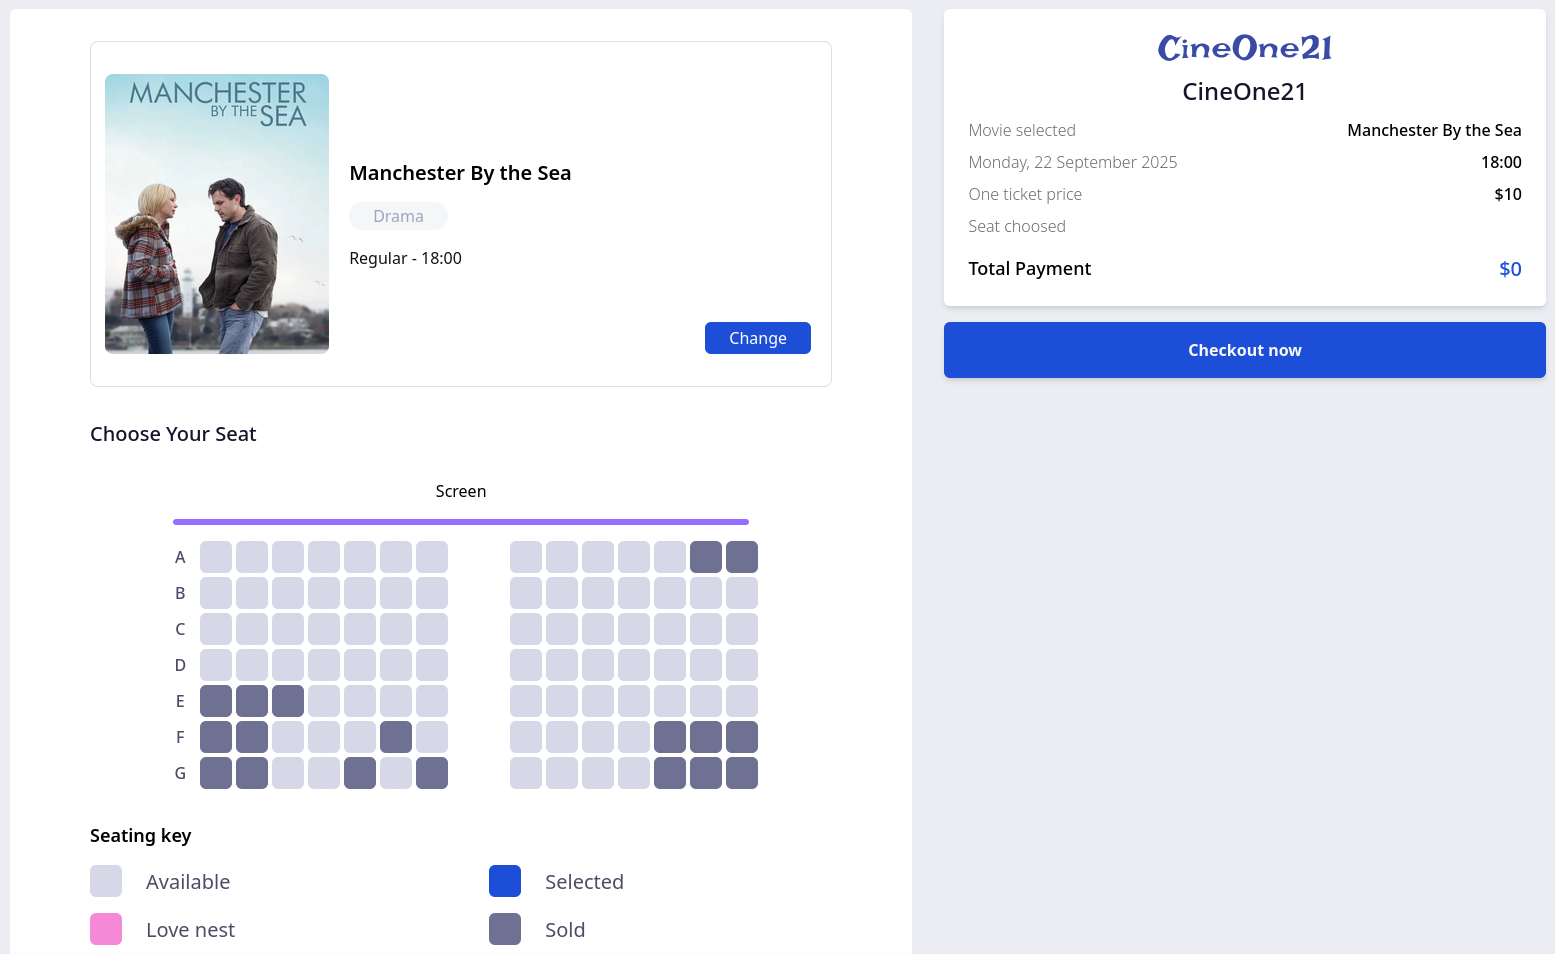 MANCHESTER
BY THE SEA
Manchester By the Sea
Drama
Regular - 18:00
Change
Choose Your Seat
Screen
A
B
C
D
E
F
G
Seating key
Available
Selected
Love nest
Sold
CineOne21
CineOne21
Movie selected Manchester By the Sea
Monday, 22 September 2025 18:00
One ticket price $10
Seat choosed
Total Payment $0
Checkout now